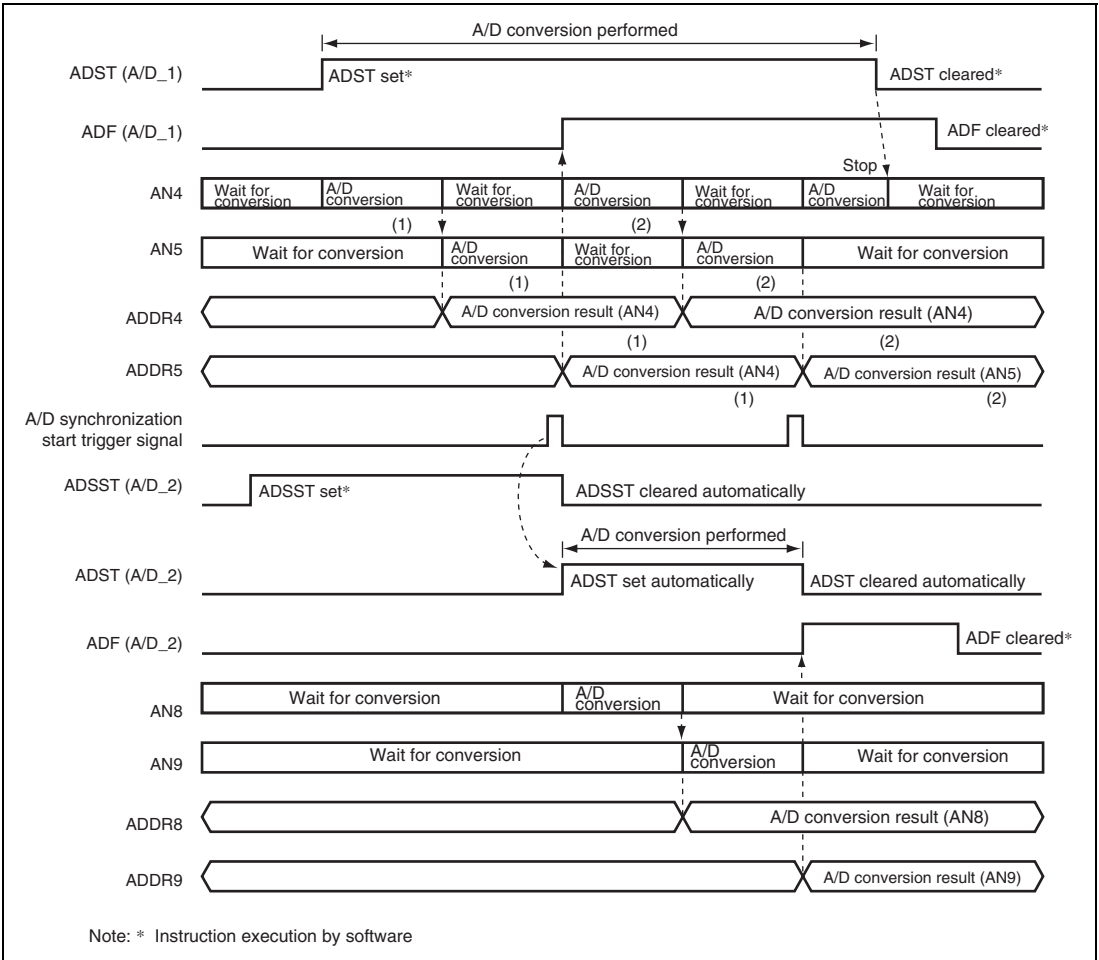 A/D conversion performed
ADST (A/D_1)
ADST set*
ADST cleared*
ADF (A/D_1)
ADF cleared*
Stop
AN4
Wait for conversion
A/D conversion
Wait for conversion
A/D conversion
Wait for conversion
A/D conversion
Wait for conversion
(1)
(2)
AN5
Wait for conversion
A/D conversion
Wait for conversion
A/D conversion
Wait for conversion
(1)
(2)
ADDR4
A/D conversion result (AN4)
A/D conversion result (AN4)
(1)
(2)
ADDR5
A/D conversion result (AN4)
A/D conversion result (AN5)
(1)
(2)
A/D synchronization
start trigger signal
ADSST (A/D_2)
ADSST set*
ADSST cleared automatically
A/D conversion performed
ADST (A/D_2)
ADST set automatically
ADST cleared automatically
ADF (A/D_2)
ADF cleared*
AN8
Wait for conversion
A/D conversion
Wait for conversion
AN9
Wait for conversion
A/D conversion
Wait for conversion
ADDR8
A/D conversion result (AN8)
ADDR9
A/D conversion result (AN9)
Note: * Instruction execution by software